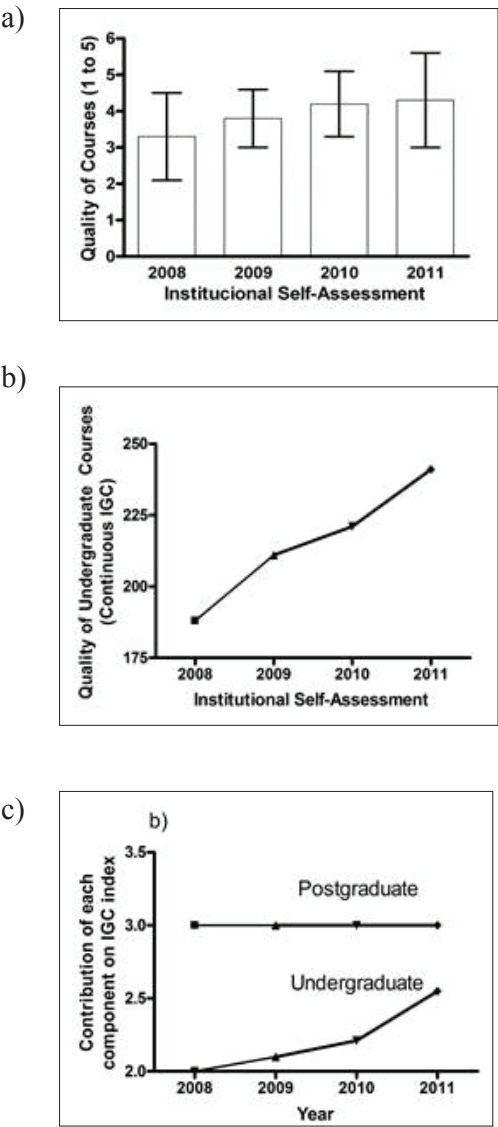 a)
Quality of Courses (1 to 5)
6
5
4
3
2
1
0
2008 2009 2010 2011
Institucional Self-Assessment
b)
Quality of Undergraduate Courses
(Continuous IGC)
250
225
200
175
2008 2009 2010 2011
Institutional Self-Assessment
c)
b)
Contribution of each
component on IGC index
3.5
3.0
2.5
2.0
Postgraduate
Undergraduate
2008 2009 2010 2011
Year